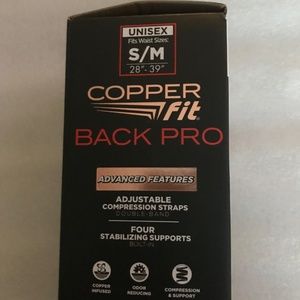 UNISEX
Fits Waist Sizes:
S/M
28"- 39"
COPPER
fit®
BACK PRO
ADVANCED FEATURES
ADJUSTABLE
COMPRESSION STRAPS
DOUBLE-BAND
FOUR
STABILIZING SUPPORTS
BUILT-IN
COPPER INFUSED
ODOR REDUCING
COMPRESSION & SUPPORT